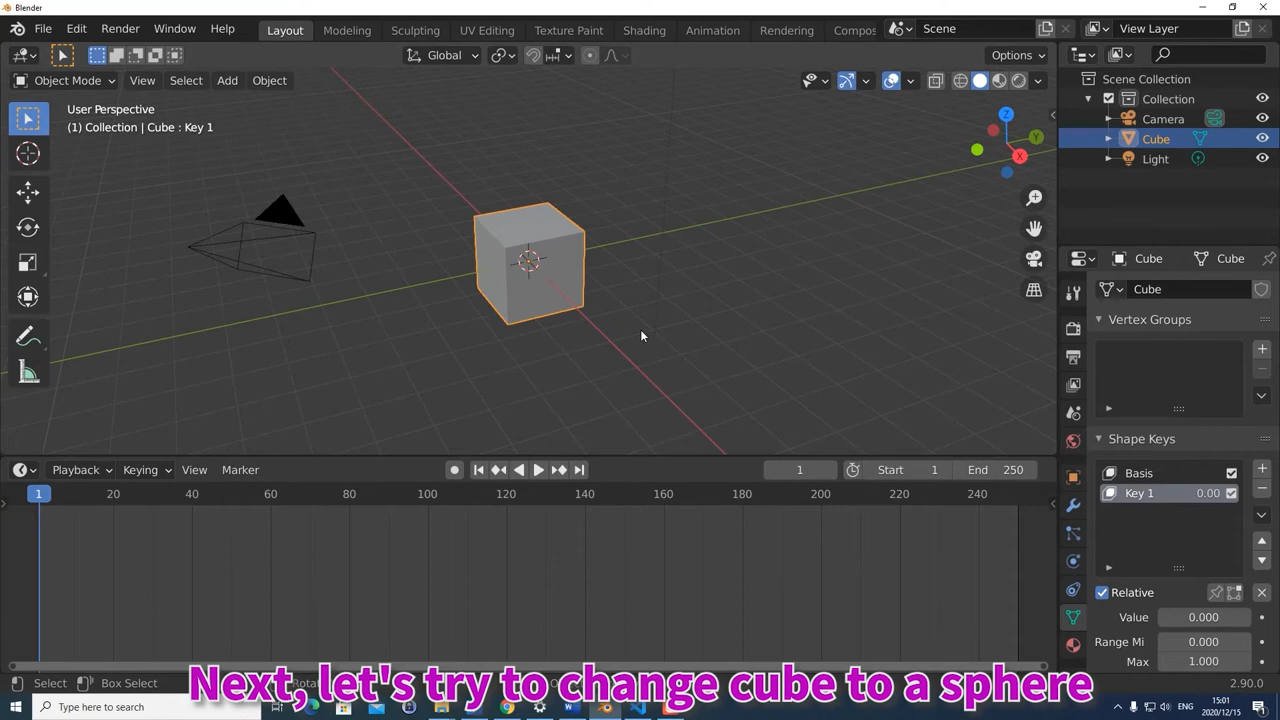 Blender
File Edit Render Window Help Layout Modeling Sculpting UV Editing Texture Paint Shading Animation Rendering Compos Scene View Layer
Global Options
Object Mode View Select Add Object
User Perspective
(1) Collection | Cube : Key 1
Z
Y
X
Scene Collection
Collection
Camera
Cube
Light
Cube Cube
Cube
Vertex Groups
Shape Keys
Basis
Key 1 0.00
Relative
Value 0.000
Range Mi 0.000
Max 1.000
Playback Keying View Marker 1 Start 1 End 250
1 20 40 60 80 100 120 140 160 180 200 220 240
Select Box Select 2.90.0
Next, let's try to change cube to a sphere
Type here to search
15:01
2020/12/15